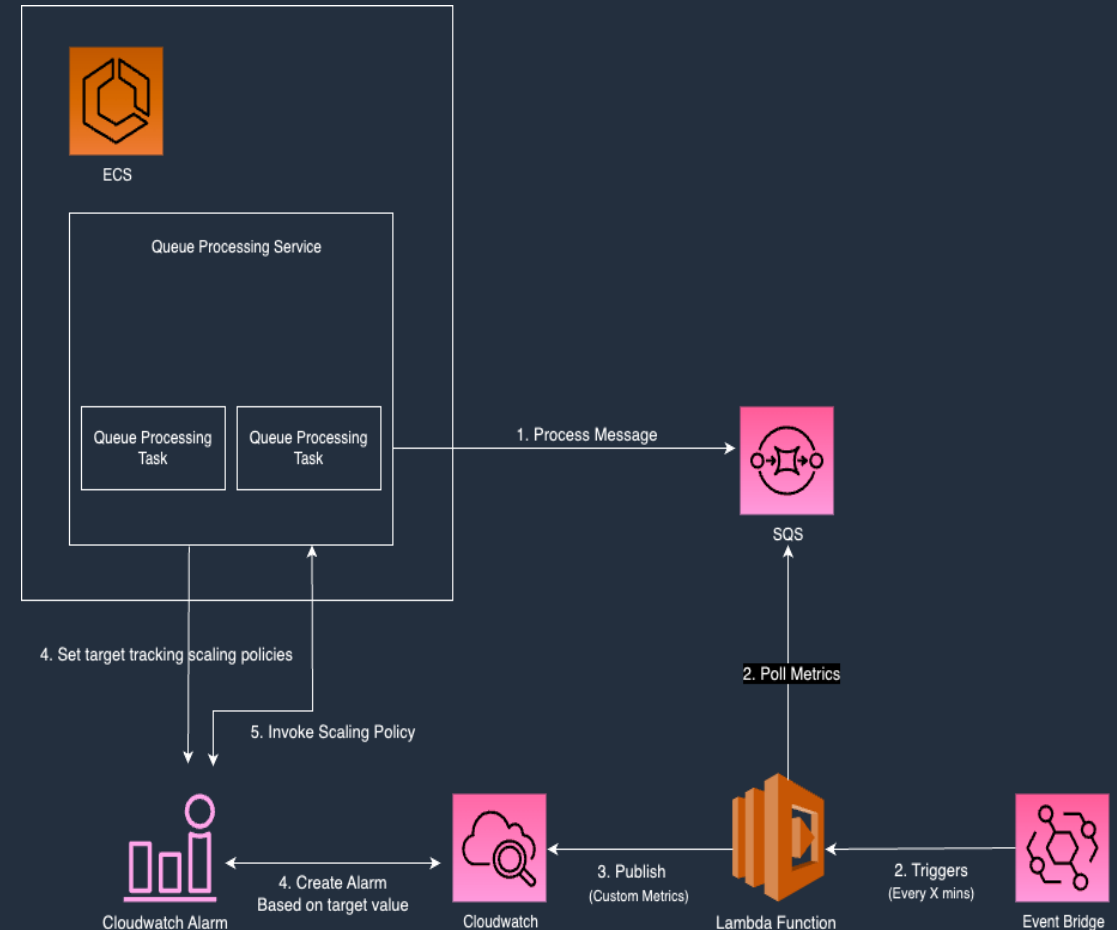 ECS
Queue Processing Service
Queue Processing
Task
Queue Processing
Task
1. Process Message
SQS
4. Set target tracking scaling policies
2. Poll Metrics
5. Invoke Scaling Policy
4. Create Alarm
Based on target value
3. Publish
(Custom Metrics)
2. Triggers
(Every X mins)
Cloudwatch Alarm
Cloudwatch
Lambda Function
Event Bridge